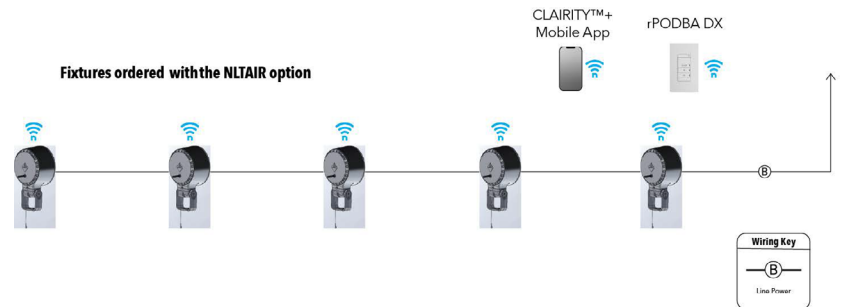 CLAIRITY™+
Mobile App
rPODBA DX
Fixtures ordered with the NLTAIR option
B
Wiring Key
B
Line Power